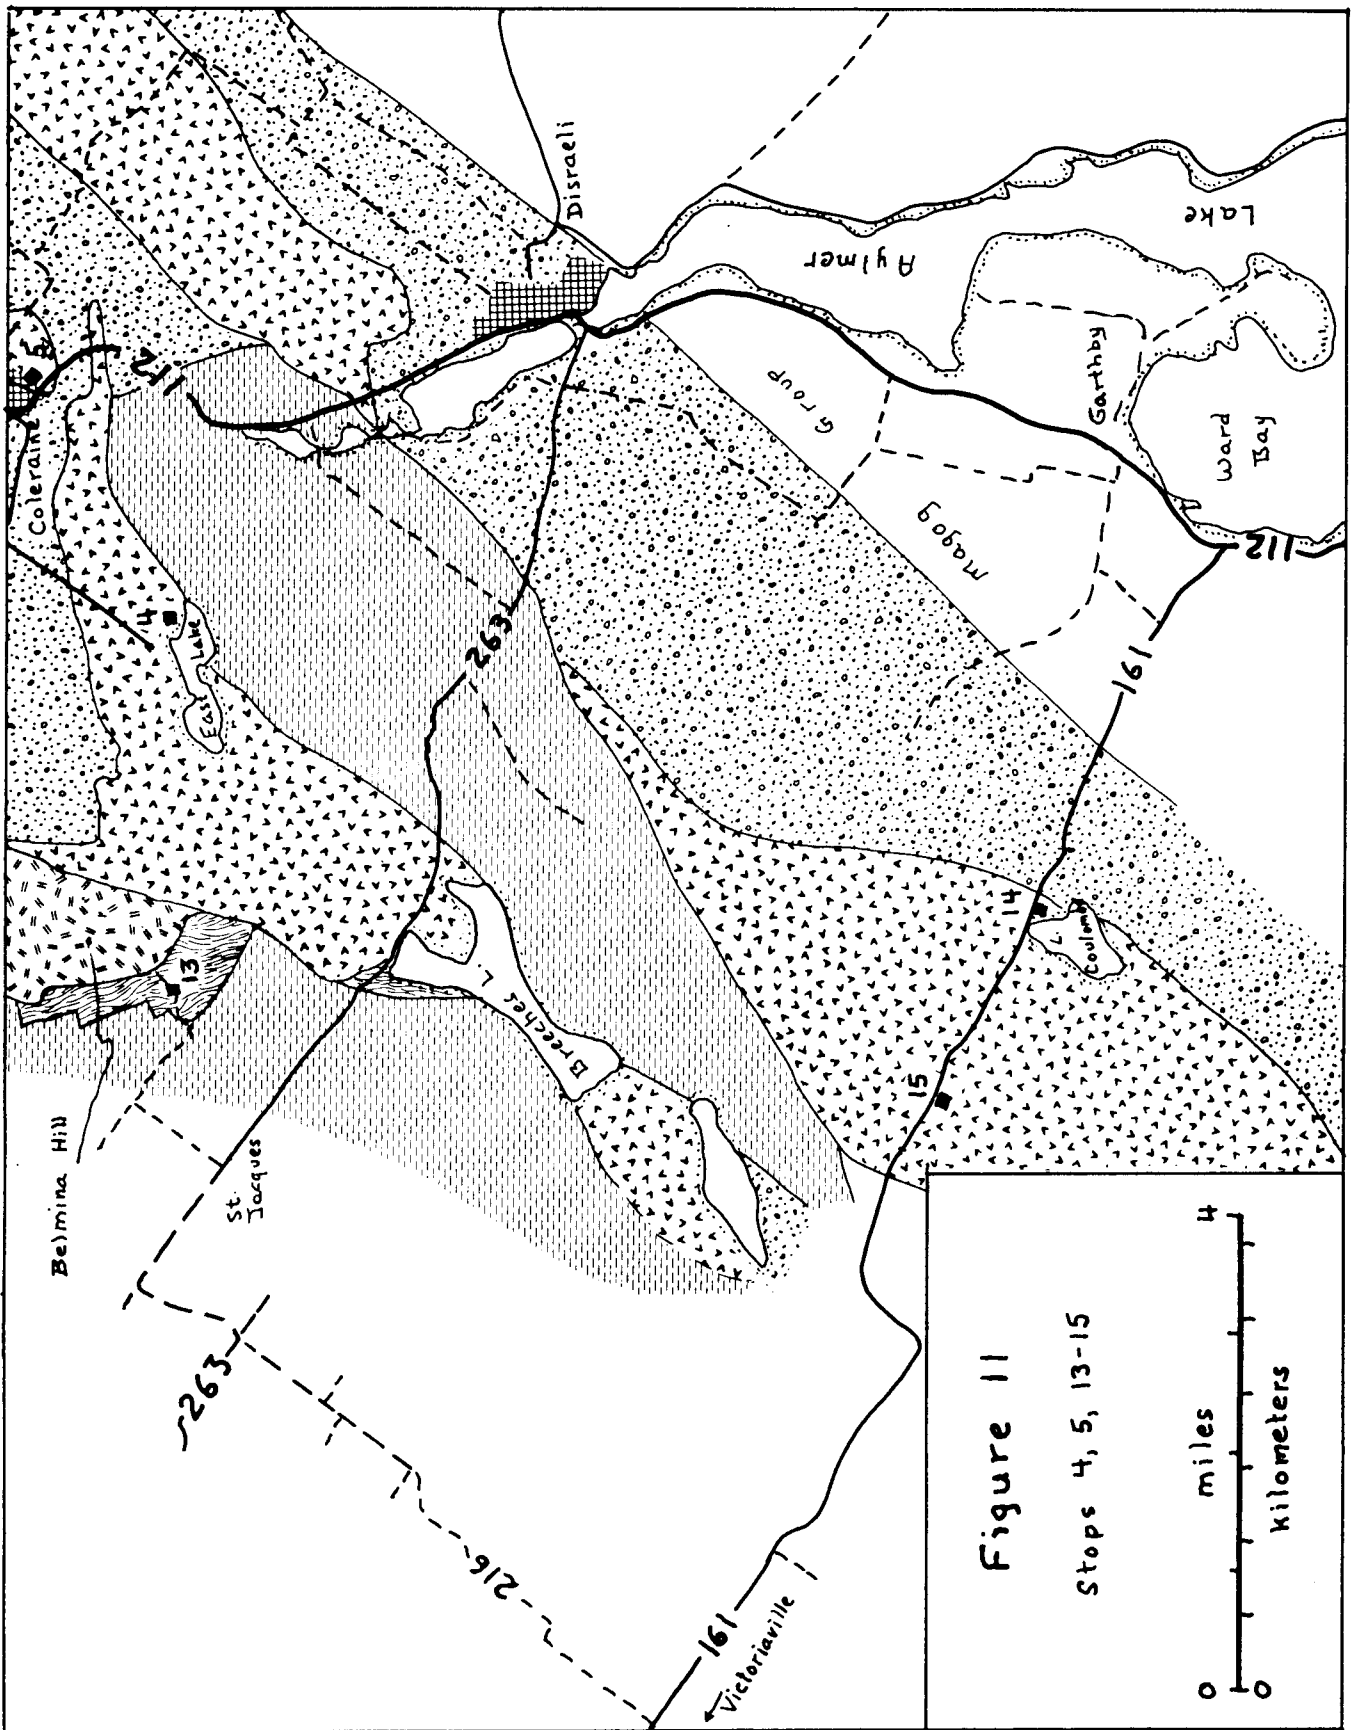 Coleraine
5
112
4
East Lake
Belmina Hill
13
St. Jacques
263
263
Disraeli
Breeches L.
216
Magog Group
Aylmer
Lake
Garthby
Ward Bay
112
161
14
L. Coulombe
15
161
Victoriaville
Figure 11
Stops 4, 5, 13-15
0 miles 4
0 kilometers